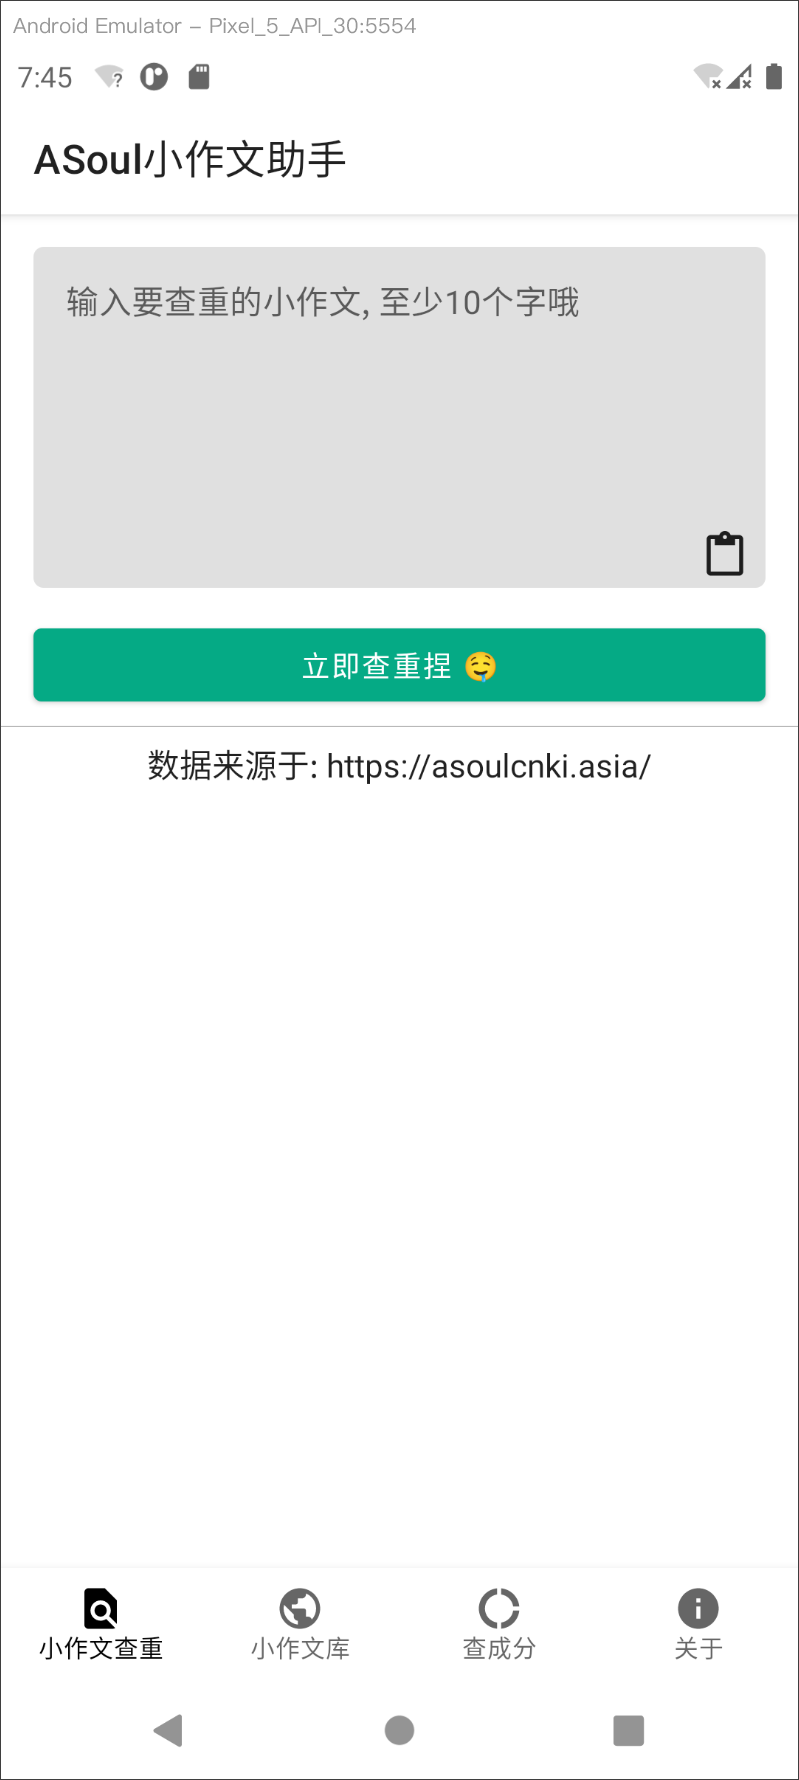 Android Emulator - Pixel_5_API_30:5554
7:45
ASoul小作文助手
输入要查重的小作文, 至少10个字哦
立即查重捏 🤤
数据来源于: https://asoulcnki.asia/
小作文查重 小作文库 查成分 关于